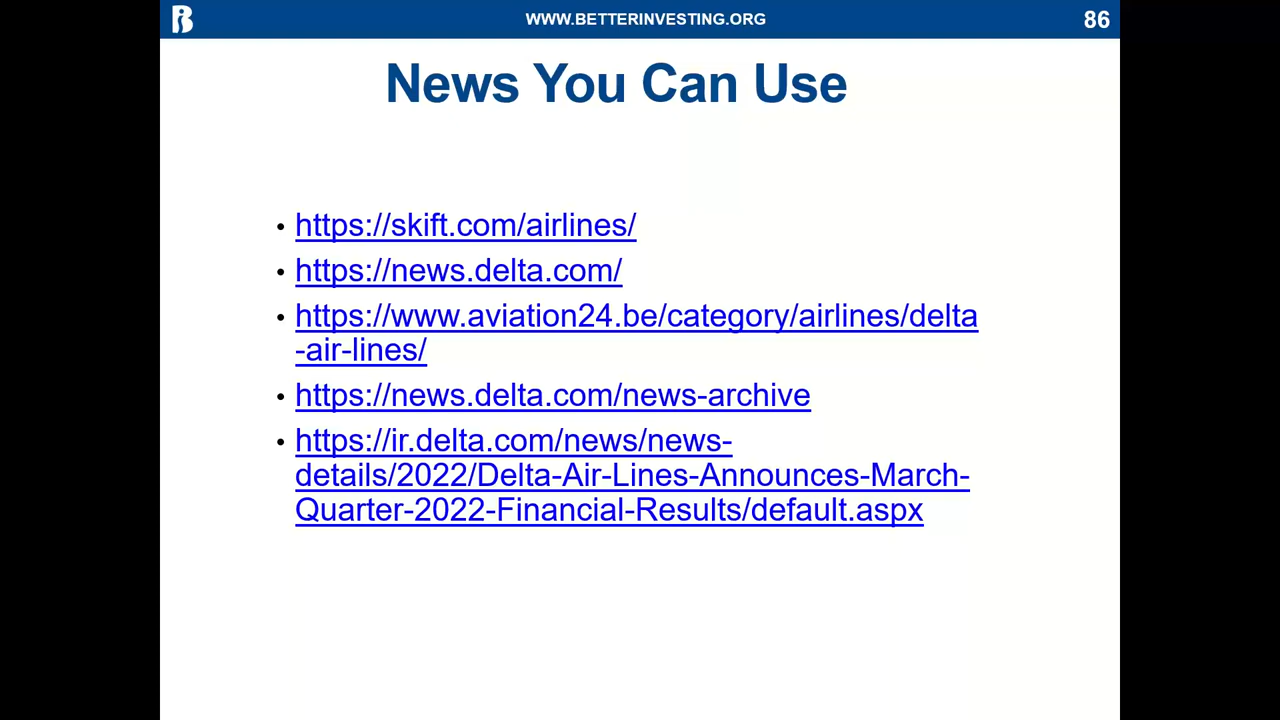 WWW.BETTERINVESTING.ORG
86
News You Can Use
• https://skift.com/airlines/
• https://news.delta.com/
• https://www.aviation24.be/category/airlines/delta
-air-lines/
• https://news.delta.com/news-archive
• https://ir.delta.com/news/news-
details/2022/Delta-Air-Lines-Announces-March-
Quarter-2022-Financial-Results/default.aspx